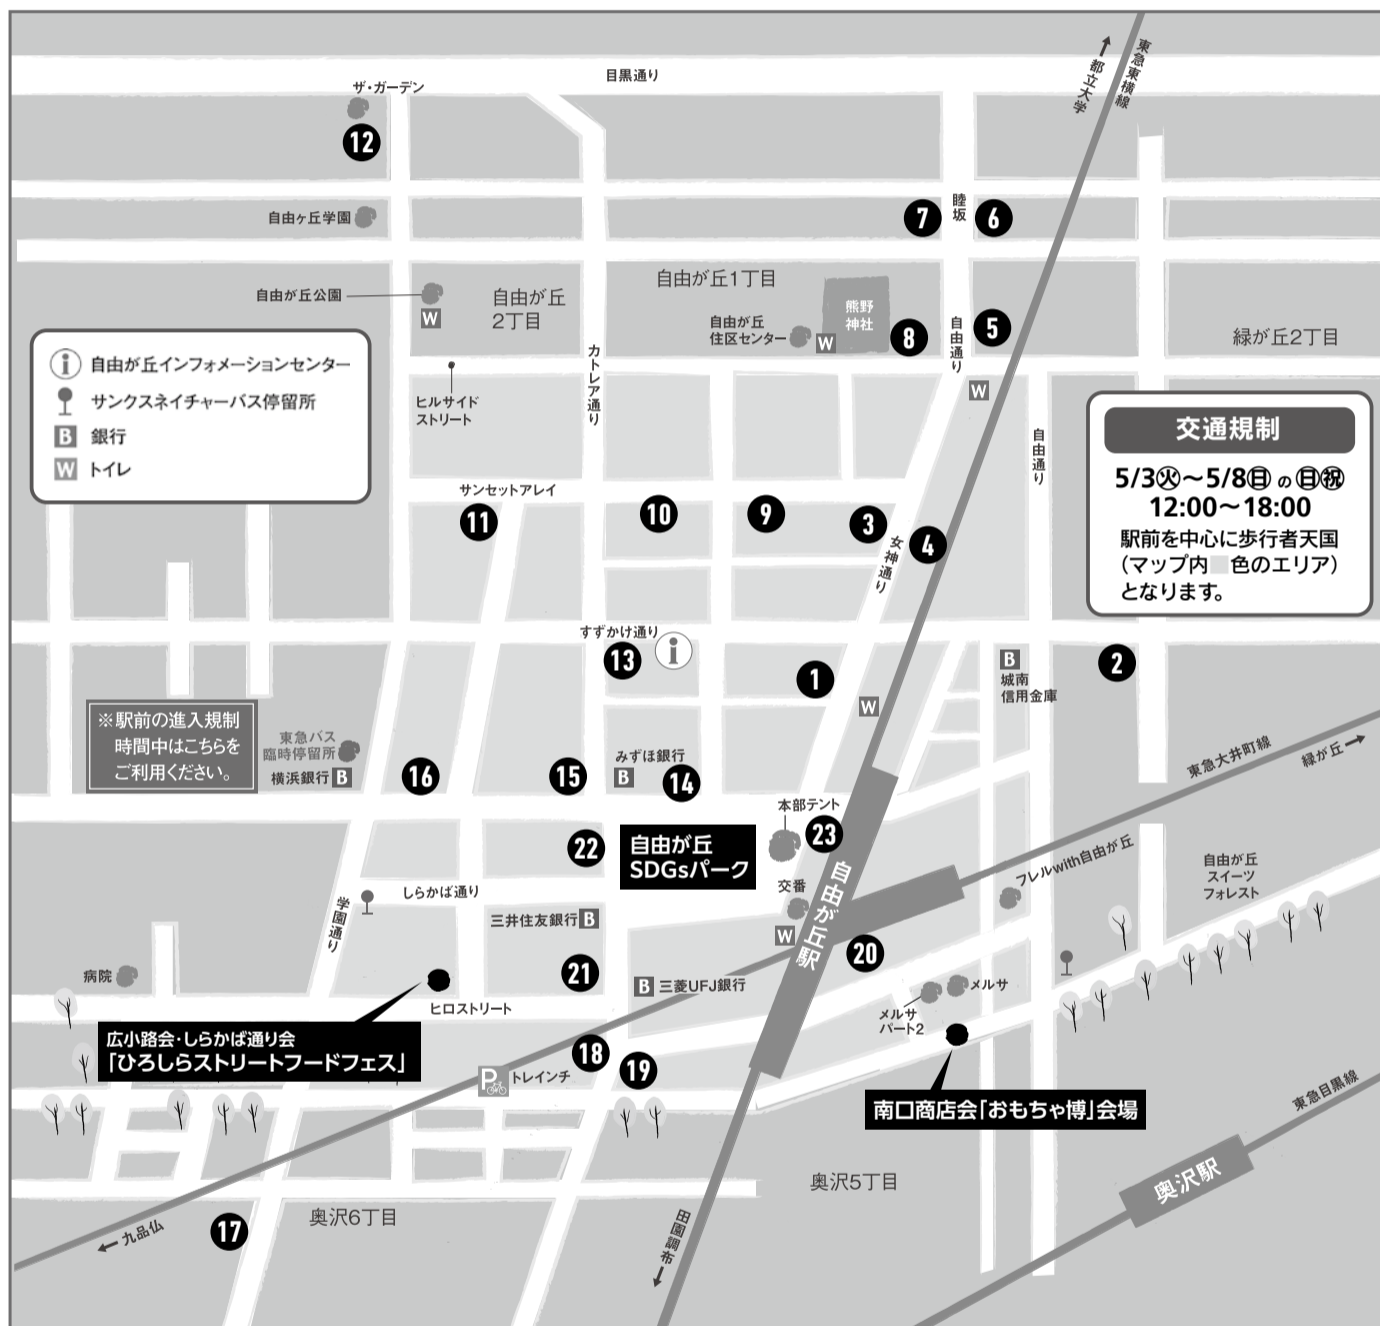 目黒通り
ザ・ガーデン
12
東急東横線
↑都立大学
自由ヶ丘学園
7
睦坂
6
自由が丘公園
W
自由が丘
2丁目
自由が丘1丁目
熊野
神社
自由が丘
住区センター
W
8
自由通り
5
緑が丘2丁目
i 自由が丘インフォメーションセンター
サンクスネイチャーバス停留所
B 銀行
W トイレ
ヒルサイド
ストリート
カトレア通り
W
自由通り
交通規制
5/3㊋〜5/8㊐の㊐㊗
12:00〜18:00
駅前を中心に歩行者天国
(マップ内 色のエリア)
となります。
サンセットアレイ
11
10
9
3
女神通り
4
すずかけ通り
13
i
1
W
B
城南
信用金庫
2
※駅前の進入規制
時間中はこちらを
ご利用ください。
東急バス
臨時停留所
横浜銀行 B
16
15
みずほ銀行
B
14
東急大井町線
緑が丘→
本部テント
23
22
自由が丘
SDGsパーク
交番
W
自由が丘駅
フレルwith自由が丘
自由が丘
スイーツ
フォレスト
しらかば通り
学園通り
三井住友銀行 B
病院
21
B 三菱UFJ銀行
20
メルサ
メルサ
パート2
ヒロストリート
広小路会・しらかば通り会
「ひろしらストリートフードフェス」
18
19
P トレインチ
南口商店会「おもちゃ博」会場
東急目黒線
奥沢駅
奥沢5丁目
奥沢6丁目
17
←九品仏
田園調布↓